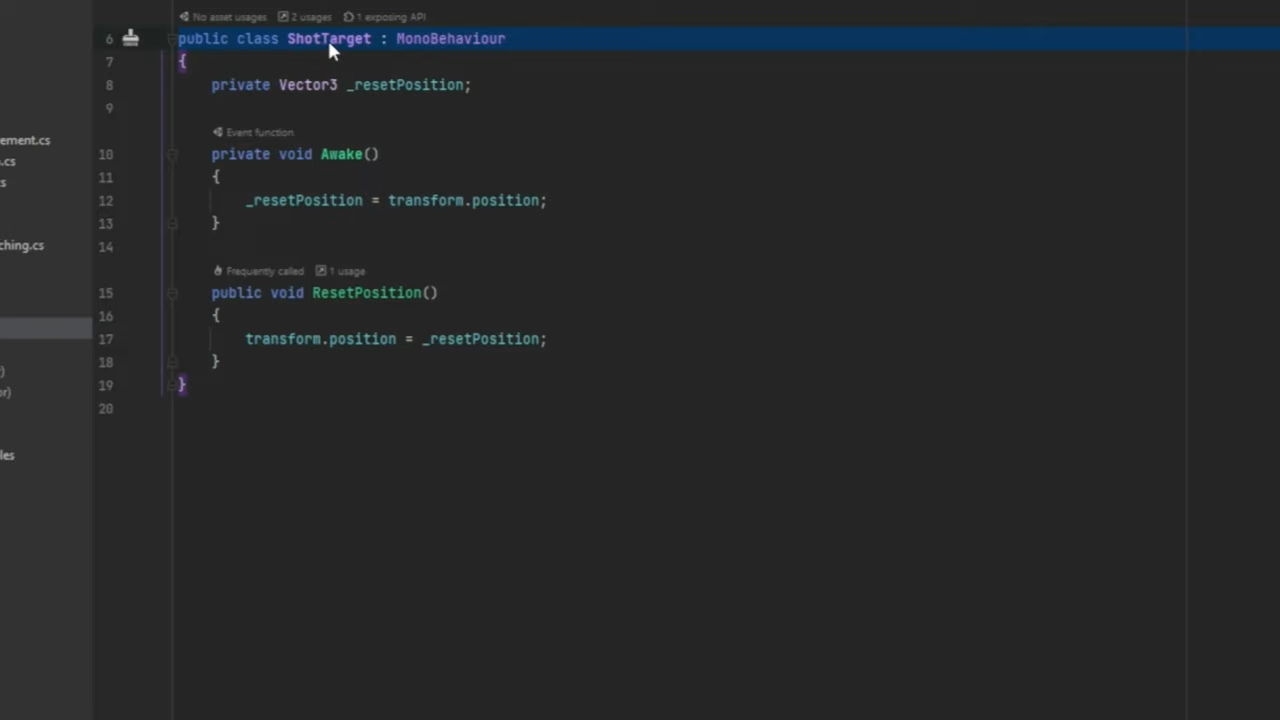 No asset usages 2 usages 1 exposing API
6 public class ShotTarget : MonoBehaviour
7 {
8 private Vector3 _resetPosition;
9
Event function
10 private void Awake()
11 {
12 _resetPosition = transform.position;
13 }
14
Frequently called 1 usage
15 public void ResetPosition()
16 {
17 transform.position = _resetPosition;
18 }
19 }
20
ement.cs
.cs
s
ching.cs
)
or)
les